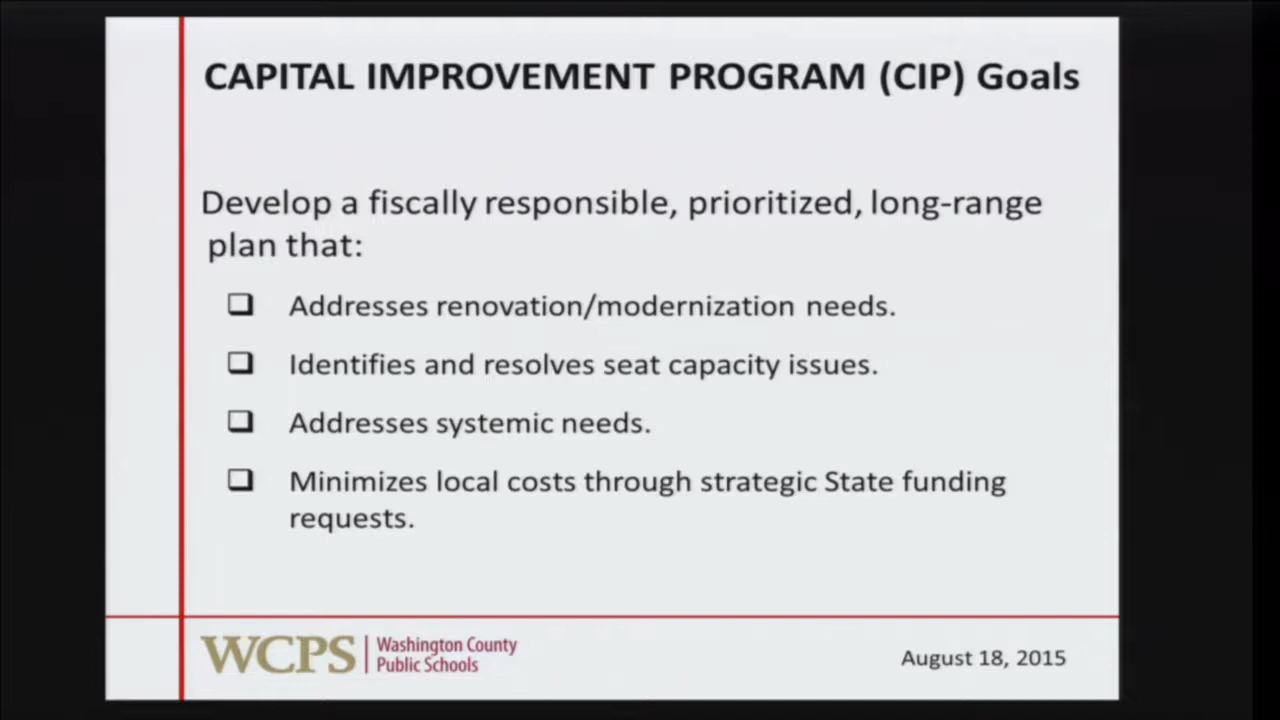 CAPITAL IMPROVEMENT PROGRAM (CIP) Goals
Develop a fiscally responsible, prioritized, long-range
plan that:
❑ Addresses renovation/modernization needs.
❑ Identifies and resolves seat capacity issues.
❑ Addresses systemic needs.
❑ Minimizes local costs through strategic State funding
requests.
WCPS | Washington County
Public Schools
August 18, 2015